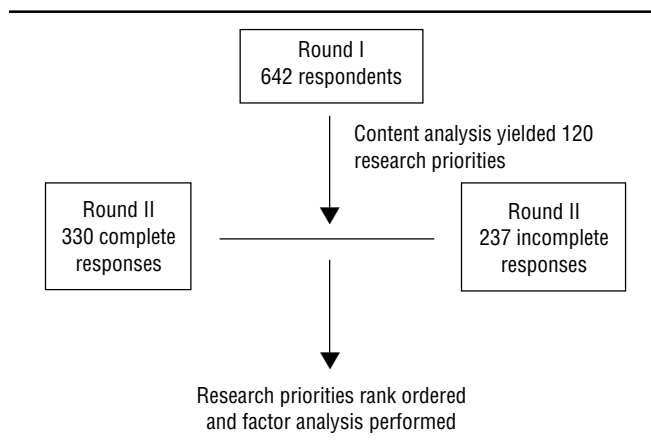 Round I
642 respondents
Content analysis yielded 120
research priorities
Round II
330 complete
responses
Round II
237 incomplete
responses
Research priorities rank ordered
and factor analysis performed